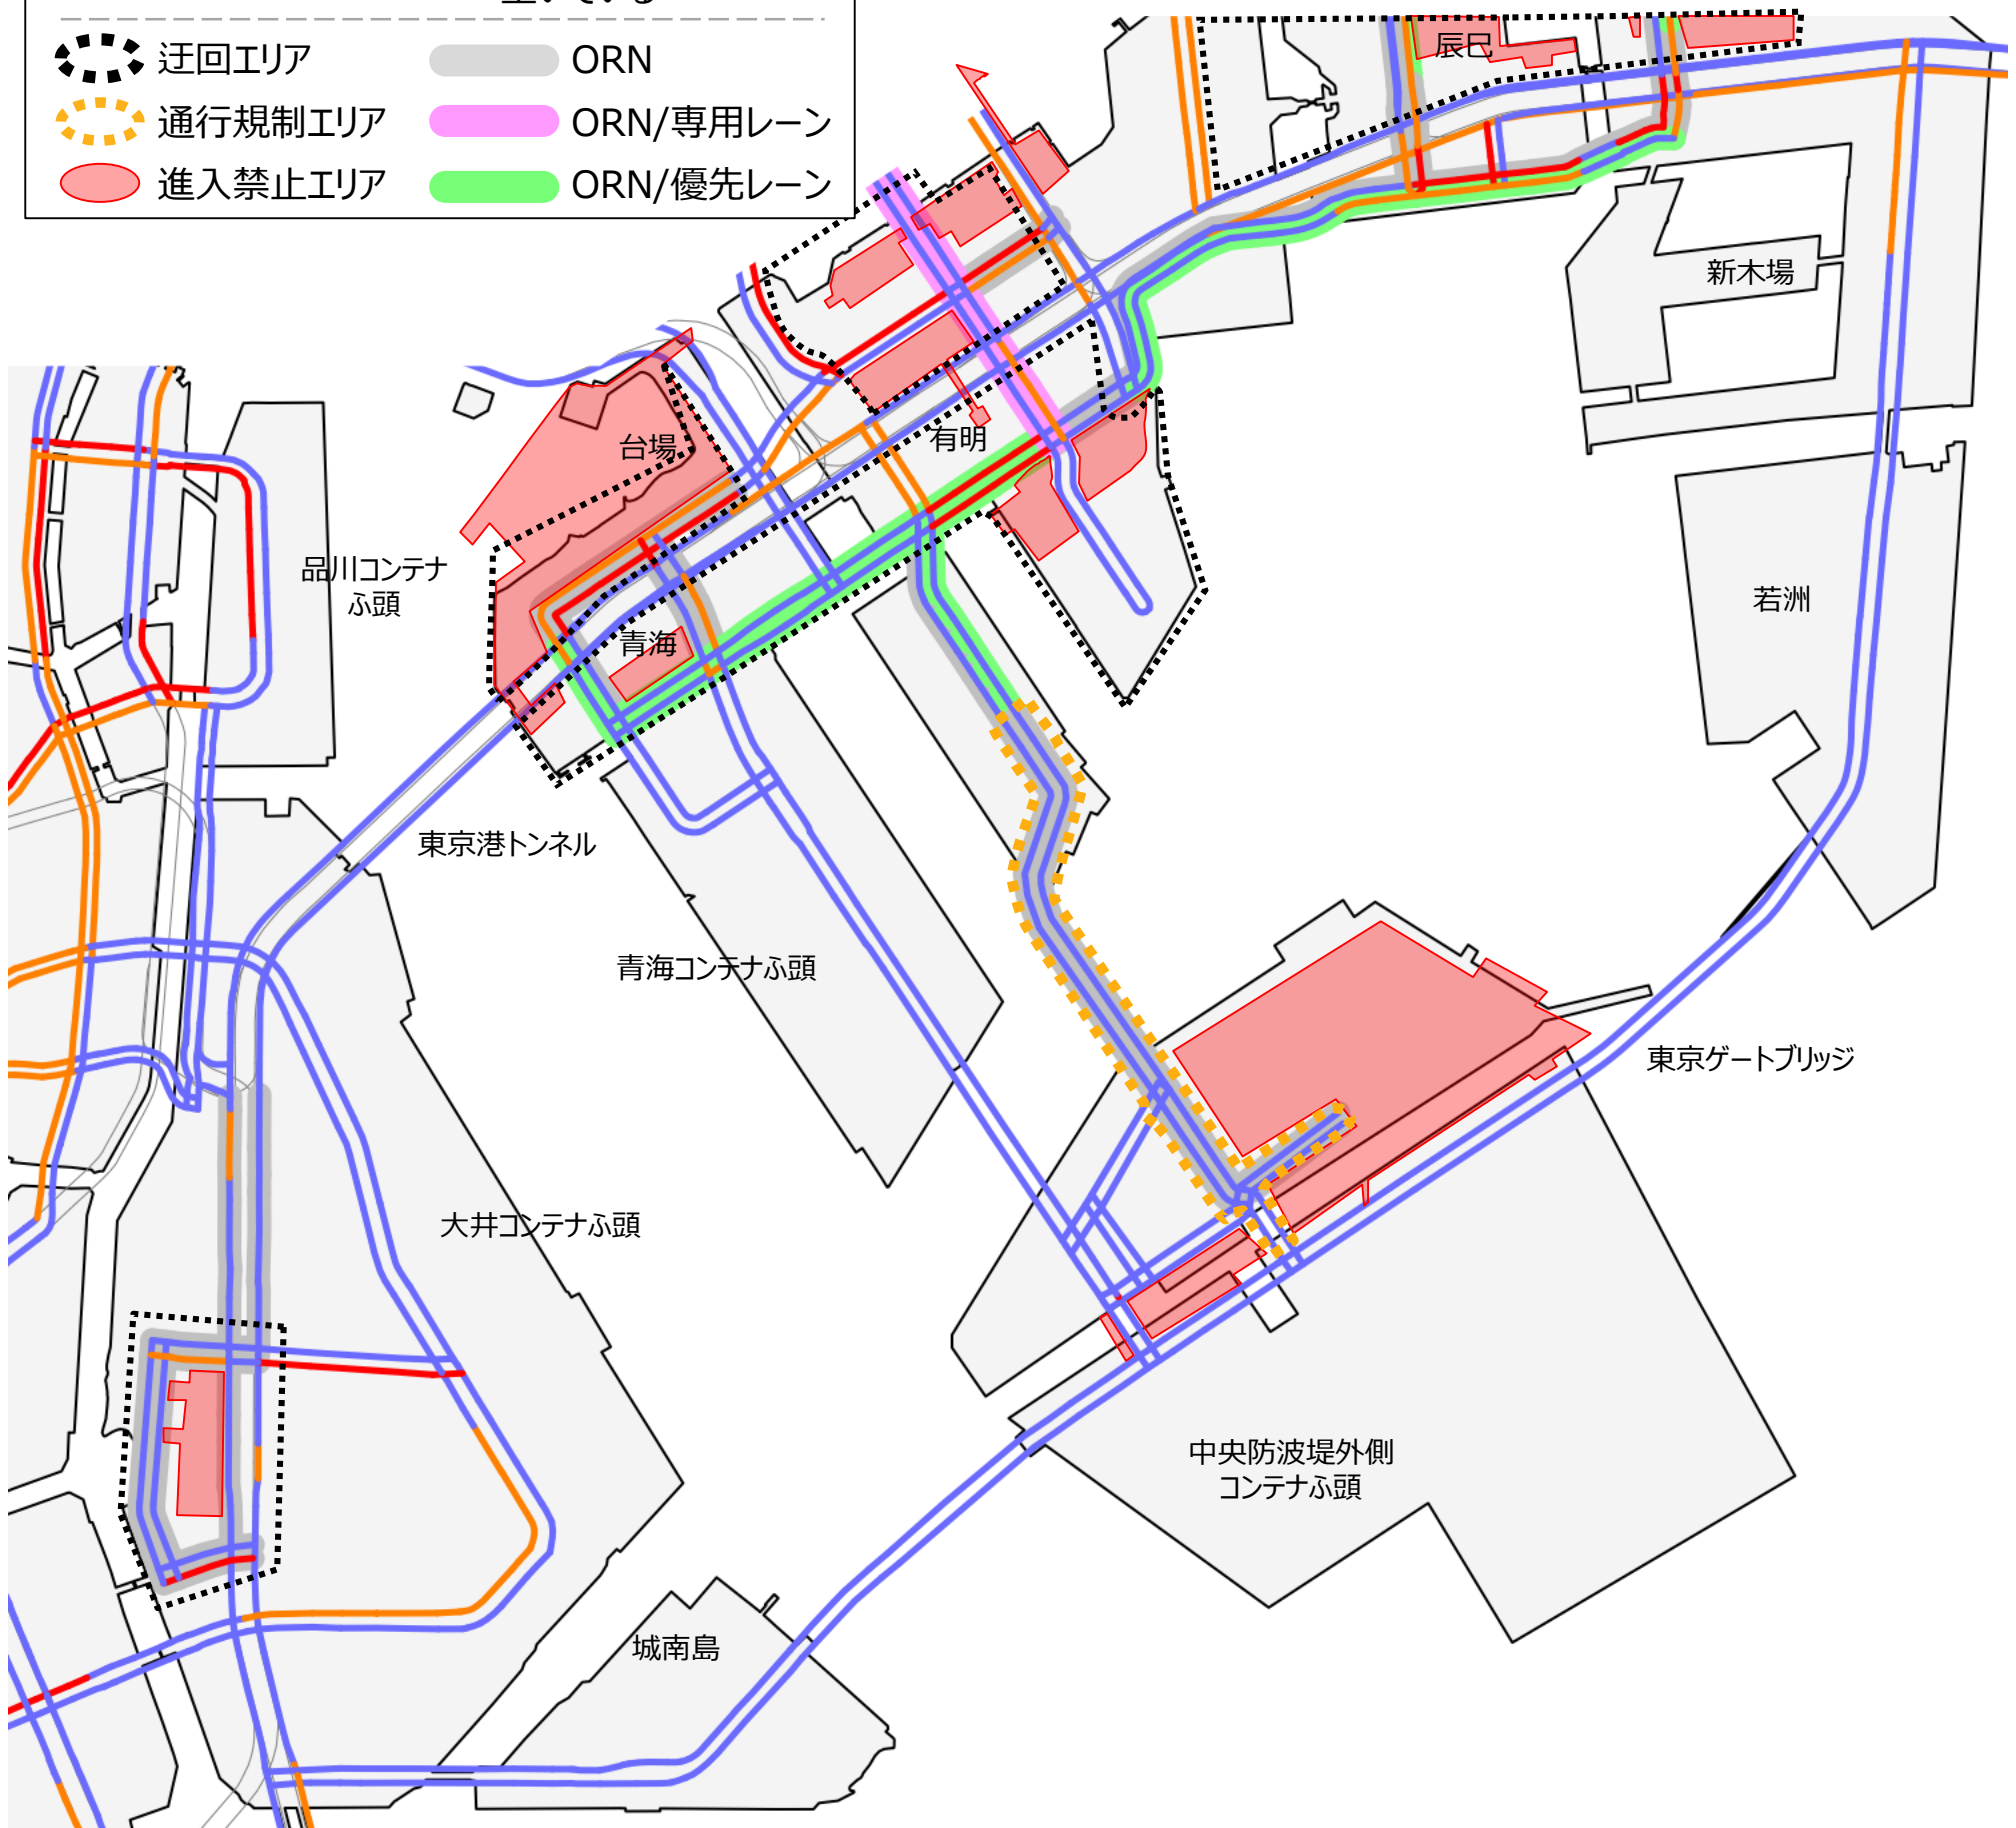 空いている
迂回エリア
ORN
通行規制エリア
ORN/専用レーン
進入禁止エリア
ORN/優先レーン
辰巳
新木場
有明
台場
品川コンテナ
ふ頭
若洲
青海
東京港トンネル
青海コンテナふ頭
東京ゲートブリッジ
大井コンテナふ頭
中央防波堤外側
コンテナふ頭
城南島